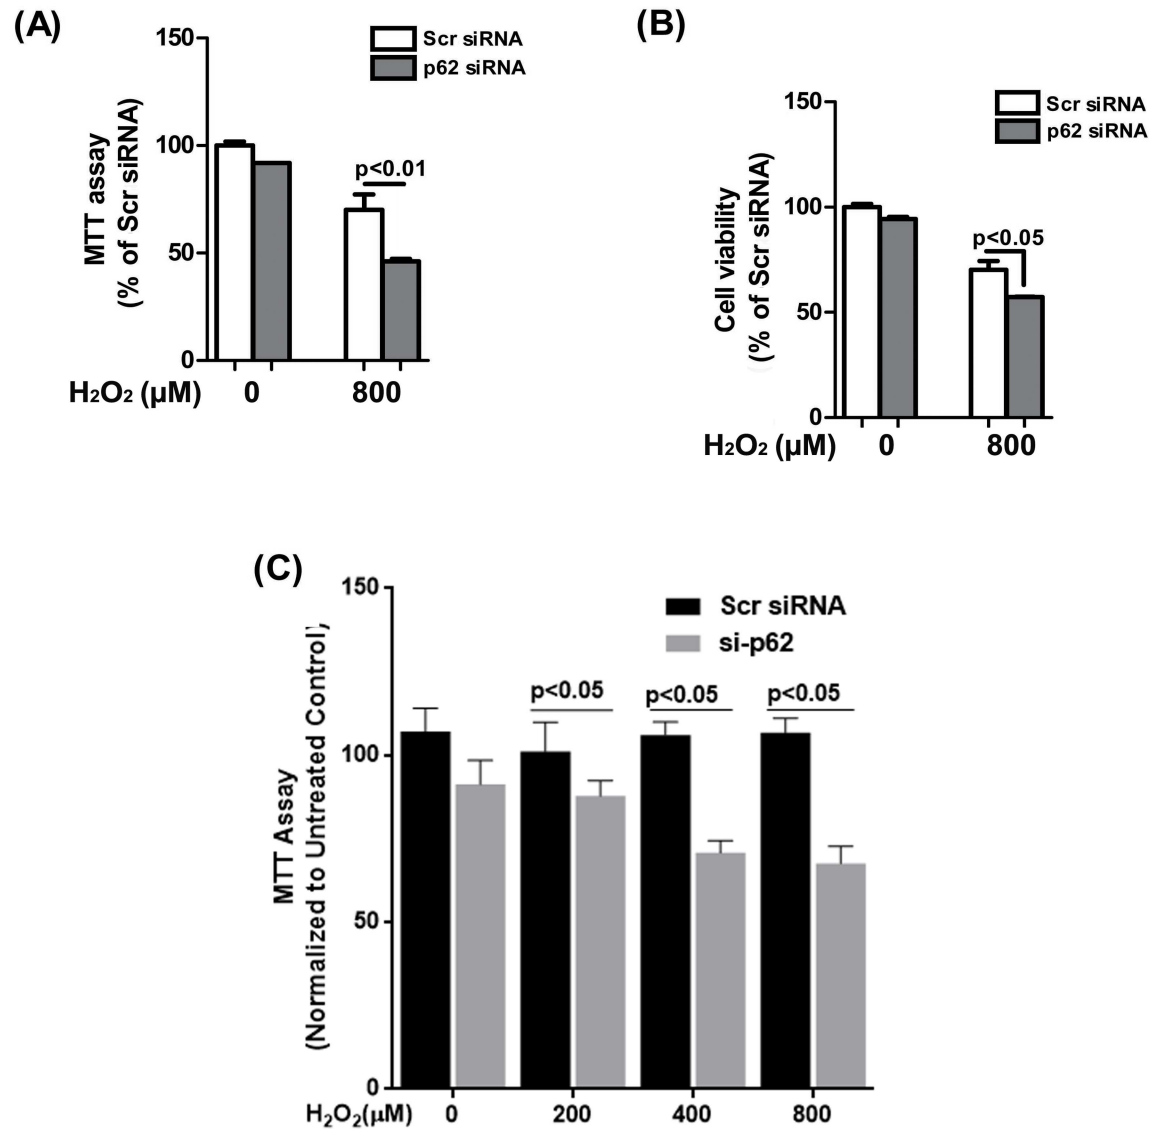 (A)
150
100
50
0
MTT assay
(% of Scr siRNA)
Scr siRNA
p62 siRNA
p<0.01
H₂O₂ (µM)
0
800
(B)
150
100
50
0
Cell viability
(% of Scr siRNA)
Scr siRNA
p62 siRNA
p<0.05
H₂O₂ (µM)
0
800
(C)
150
100
50
0
MTT Assay
(Normalized to Untreated Control)
Scr siRNA
si-p62
p<0.05
p<0.05
p<0.05
H₂O₂(µM)
0
200
400
800